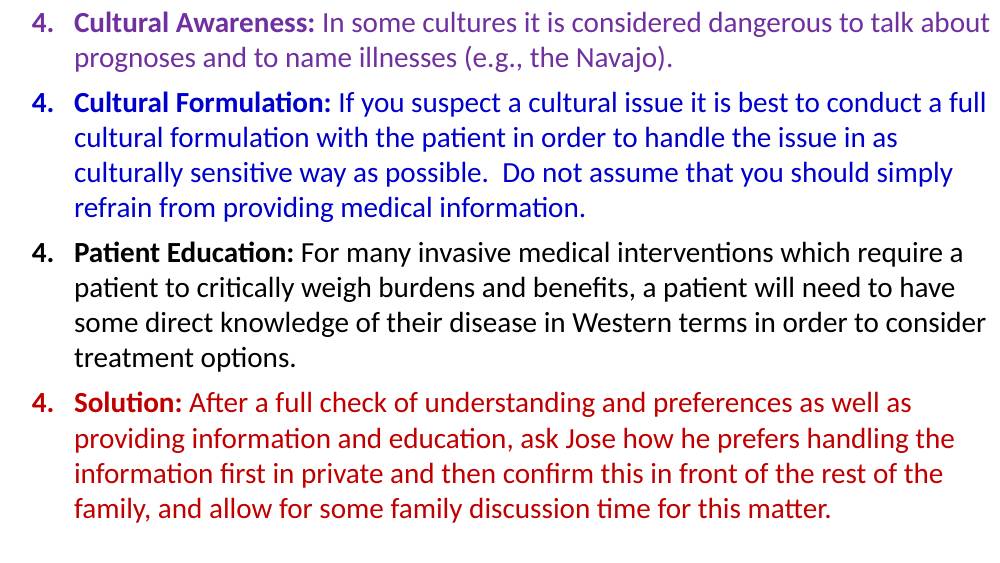 4. Cultural Awareness: In some cultures it is considered dangerous to talk about
prognoses and to name illnesses (e.g., the Navajo).
4. Cultural Formulation: If you suspect a cultural issue it is best to conduct a full
cultural formulation with the patient in order to handle the issue in as
culturally sensitive way as possible.  Do not assume that you should simply
refrain from providing medical information.
4. Patient Education: For many invasive medical interventions which require a
patient to critically weigh burdens and benefits, a patient will need to have
some direct knowledge of their disease in Western terms in order to consider
treatment options.
4. Solution: After a full check of understanding and preferences as well as
providing information and education, ask Jose how he prefers handling the
information first in private and then confirm this in front of the rest of the
family, and allow for some family discussion time for this matter.